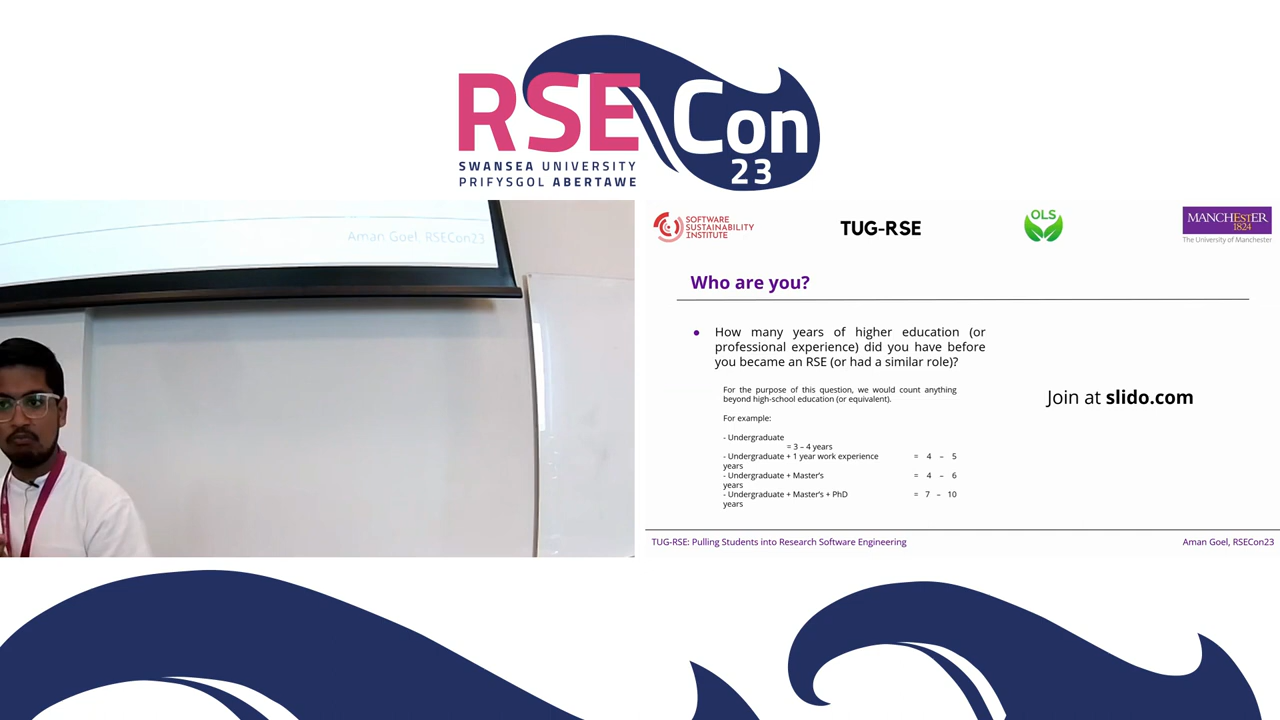 RSE Con
23
SWANSEA UNIVERSITY
PRIFYSGOL ABERTAWE
Aman Goel, RSECon23
SOFTWARE
SUSTAINABILITY
INSTITUTE
TUG-RSE
OLS
MANCHESTER
1824
The University of Manchester
Who are you?
• How many years of higher education (or
professional experience) did you have before
you became an RSE (or had a similar role)?
For the purpose of this question, we would count anything
beyond high-school education (or equivalent).
For example:
- Undergraduate
= 3 – 4 years
- Undergraduate + 1 year work experience = 4 – 5
years
- Undergraduate + Master's = 4 – 6
years
- Undergraduate + Master's + PhD = 7 – 10
years
Join at slido.com
TUG-RSE: Pulling Students into Research Software Engineering
Aman Goel, RSECon23